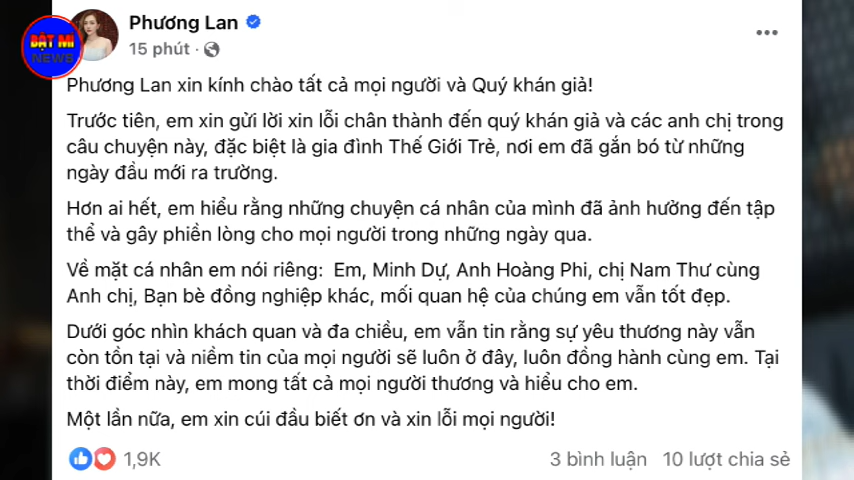 BẬT MÍ
NEWS
Phương Lan
15 phút ·
Phương Lan xin kính chào tất cả mọi người và Quý khán giả!
Trước tiên, em xin gửi lời xin lỗi chân thành đến quý khán giả và các anh chị trong
câu chuyện này, đặc biệt là gia đình Thế Giới Trẻ, nơi em đã gắn bó từ những
ngày đầu mới ra trường.
Hơn ai hết, em hiểu rằng những chuyện cá nhân của mình đã ảnh hưởng đến tập
thể và gây phiền lòng cho mọi người trong những ngày qua.
Về mặt cá nhân em nói riêng: Em, Minh Dự, Anh Hoàng Phi, chị Nam Thư cùng
Anh chị, Bạn bè đồng nghiệp khác, mối quan hệ của chúng em vẫn tốt đẹp.
Dưới góc nhìn khách quan và đa chiều, em vẫn tin rằng sự yêu thương này vẫn
còn tồn tại và niềm tin của mọi người sẽ luôn ở đây, luôn đồng hành cùng em. Tại
thời điểm này, em mong tất cả mọi người thương và hiểu cho em.
Một lần nữa, em xin cúi đầu biết ơn và xin lỗi mọi người!
1,9K
3 bình luận 10 lượt chia sẻ